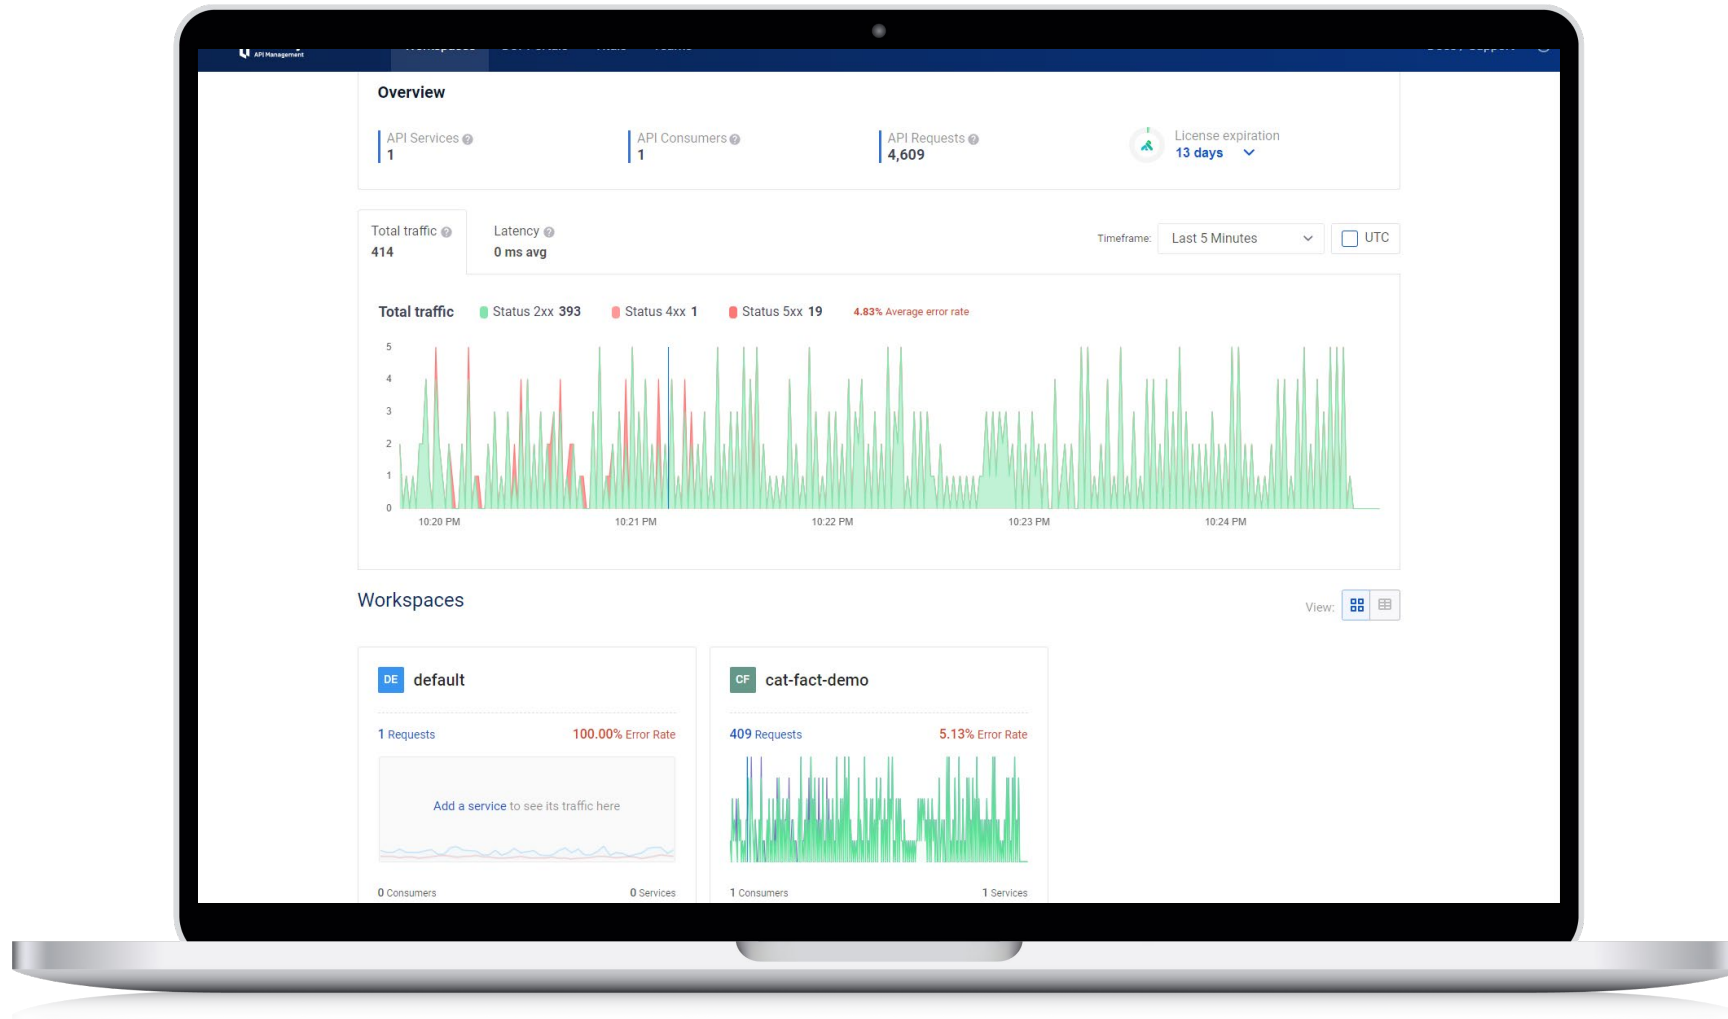 API Management
Overview
API Services
1
API Consumers
1
API Requests
4,609
License expiration
13 days
Total traffic
414
Latency
0 ms avg
Timeframe: Last 5 Minutes UTC
Total traffic Status 2xx 393 Status 4xx 1 Status 5xx 19 4.83% Average error rate
5
4
3
2
1
0
10:20 PM 10:21 PM 10:22 PM 10:23 PM 10:24 PM
Workspaces
View:
DE default
1 Requests 100.00% Error Rate
Add a service to see its traffic here
0 Consumers 0 Services
CF cat-fact-demo
409 Requests 5.13% Error Rate
1 Consumers 1 Services